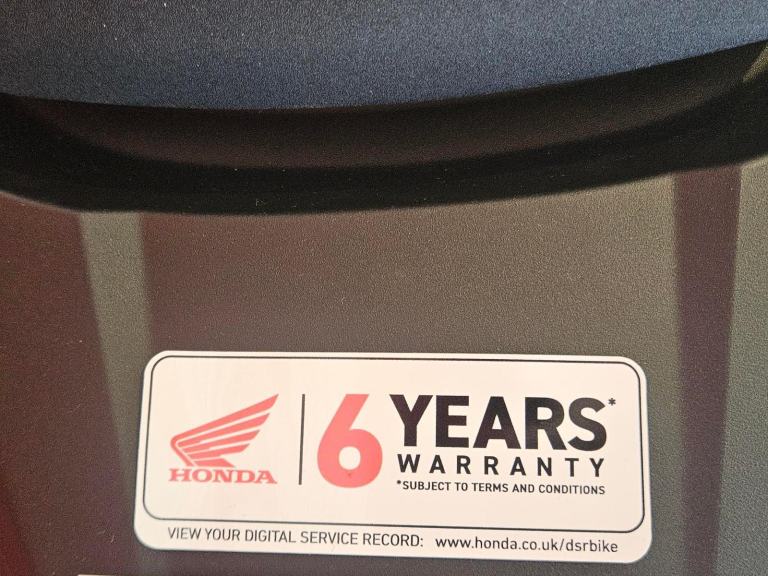 HONDA
6 YEARS*
WARRANTY
*SUBJECT TO TERMS AND CONDITIONS
VIEW YOUR DIGITAL SERVICE RECORD: www.honda.co.uk/dsrbike